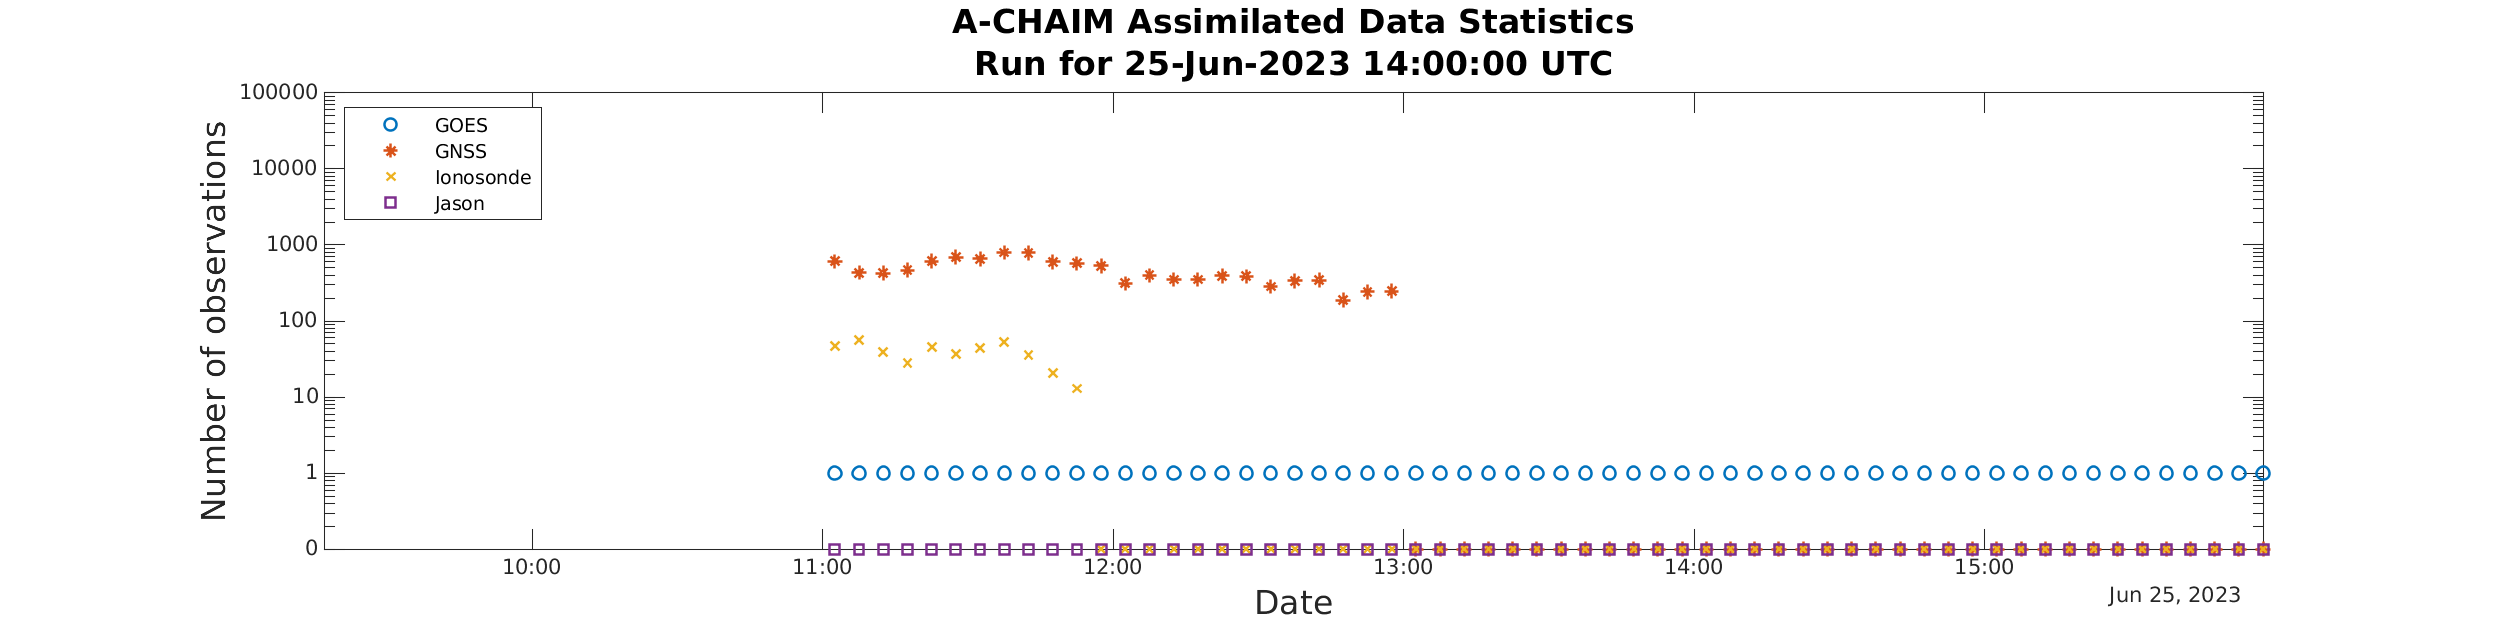 A-CHAIM Assimilated Data Statistics
Run for 25-Jun-2023 14:00:00 UTC
Number of observations
100000
10000
1000
100
10
1
0
GOES
GNSS
Ionosonde
Jason
10:00 11:00 12:00 13:00 14:00 15:00
Jun 25, 2023
Date